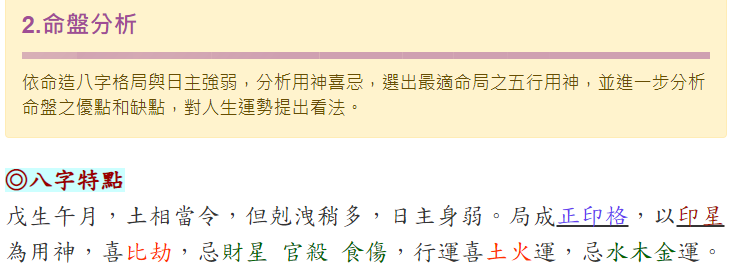 2.命盤分析
依命造八字格局與日主強弱，分析用神喜忌，選出最適命局之五行用神，並進一步分析
命盤之優點和缺點，對人生運勢提出看法。
◎八字特點
戊生午月，土相當令，但剋洩稍多，日主身弱。局成正印格，以印星
為用神，喜比劫，忌財星 官殺 食傷，行運喜土火運，忌水木金運。